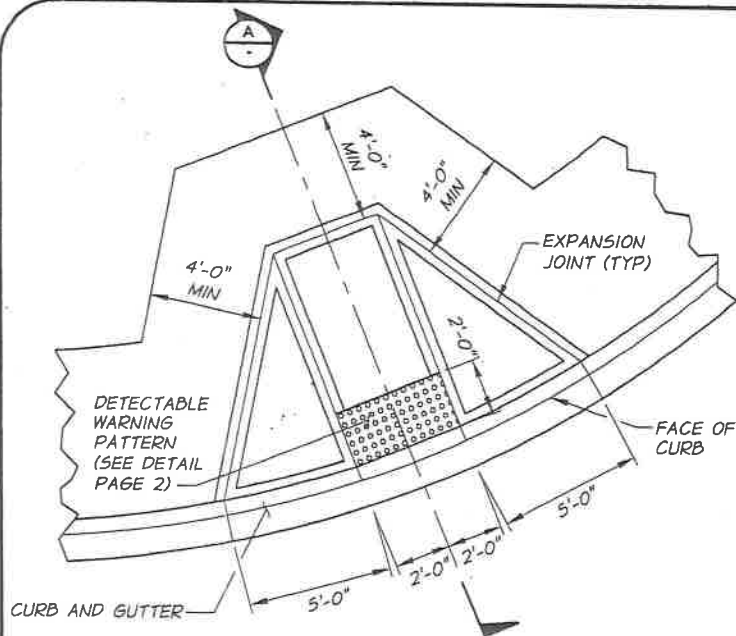 A
-
4'-0"
MIN
4'-0"
MIN
4'-0"
MIN
EXPANSION
JOINT (TYP)
2'-0"
DETECTABLE
WARNING
PATTERN
(SEE DETAIL
PAGE 2)
FACE OF
CURB
5'-0"
2'-0"
2'-0"
5'-0"
CURB AND GUTTER